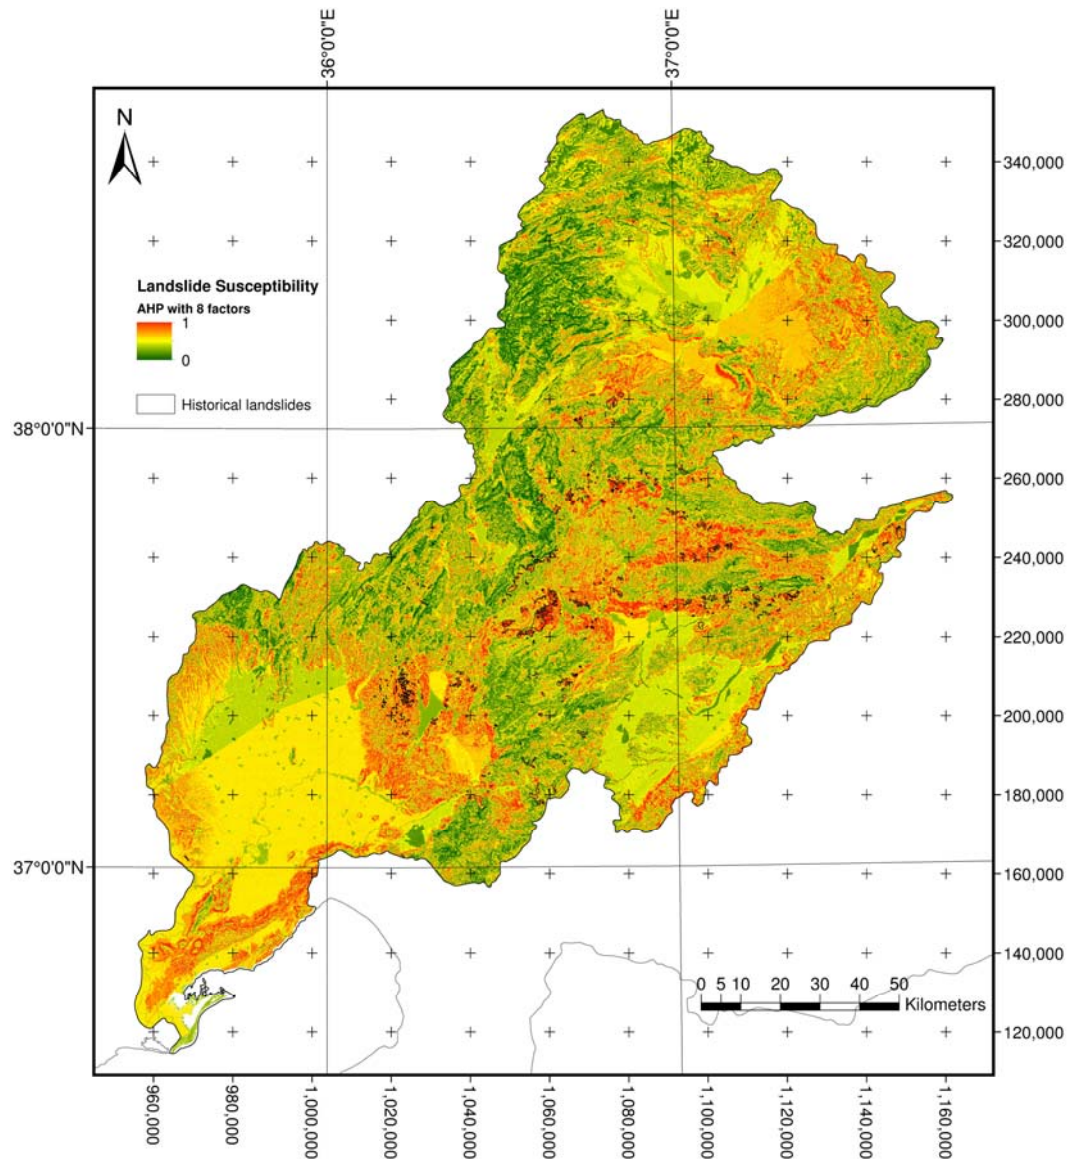 36°0'0"E
37°0'0"E
N
340,000
320,000
Landslide Susceptibility
AHP with 8 factors
1
0
300,000
Historical landslides
280,000
38°0'0"N
260,000
240,000
220,000
200,000
180,000
37°0'0"N
160,000
140,000
0 5 10 20 30 40 50
Kilometers
120,000
960,000
980,000
1,000,000
1,020,000
1,040,000
1,060,000
1,080,000
1,100,000
1,120,000
1,140,000
1,160,000